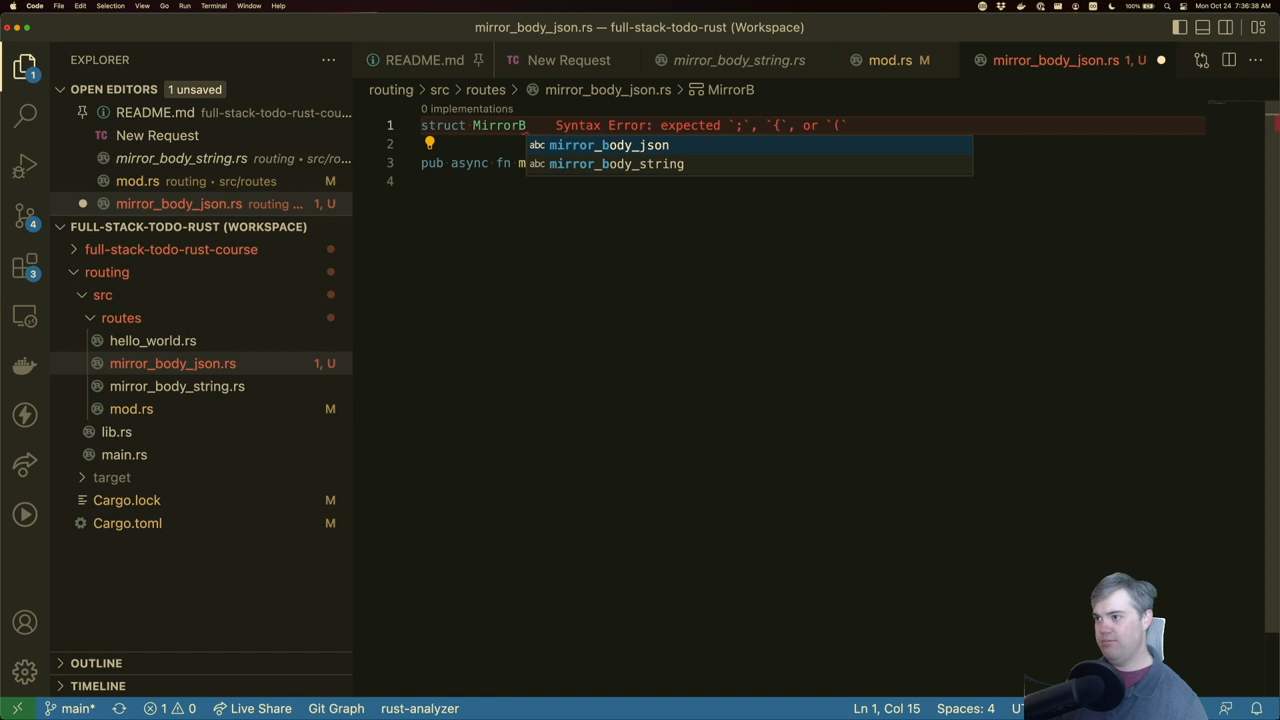 Code File Edit Selection View Go Run Terminal Window Help 100% Mon Oct 24 7:36:38 AM
mirror_body_json.rs — full-stack-todo-rust (Workspace)
EXPLORER
README.md New Request mirror_body_string.rs mod.rs M mirror_body_json.rs 1, U
OPEN EDITORS 1 unsaved
routing > src > routes > mirror_body_json.rs > MirrorB
README.md full-stack-todo-rust-cou...
New Request
mirror_body_string.rs routing • src/ro...
mod.rs routing • src/routes M
mirror_body_json.rs routing ... 1, U
0 implementations
1 struct MirrorB Syntax Error: expected `;`, `{`, or `(`
2
mirror_body_json
3 pub async fn m
mirror_body_string
4
FULL-STACK-TODO-RUST (WORKSPACE)
full-stack-todo-rust-course
routing
src
routes
hello_world.rs
mirror_body_json.rs 1, U
mirror_body_string.rs
mod.rs M
lib.rs
main.rs
target
Cargo.lock M
Cargo.toml M
OUTLINE
TIMELINE
1
4
3
main* 1 0 Live Share Git Graph rust-analyzer Ln 1, Col 15 Spaces: 4